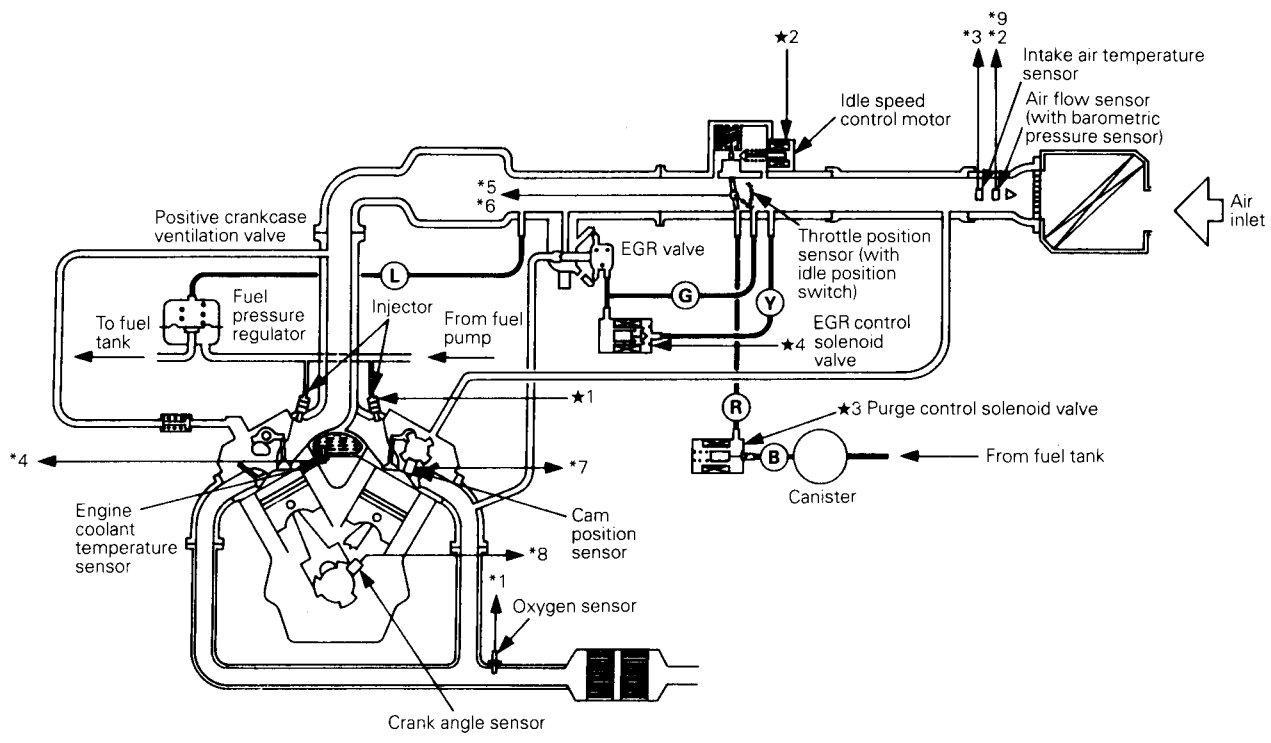 *9
★2
*3 *2
Intake air temperature
sensor
Idle speed
control motor
Air flow sensor
(with barometric
pressure sensor)
*5
*6
Air
inlet
Positive crankcase
ventilation valve
EGR valve
Throttle position
sensor (with
idle position
switch)
L
G
Y
Fuel
pressure
regulator
Injector
To fuel
tank
From fuel
pump
★4
EGR control
solenoid
valve
★1
R
★3 Purge control solenoid valve
*4
*7
B
From fuel tank
Canister
Engine
coolant
temperature
sensor
Cam
position
sensor
*8
*1
Oxygen sensor
Crank angle sensor